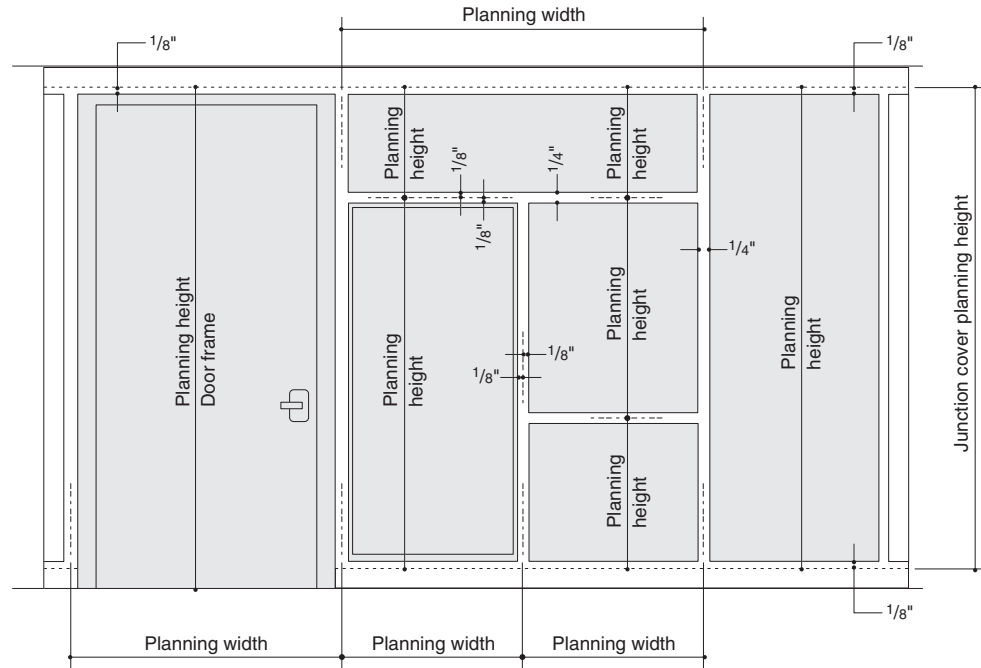 Planning width
1/8"
1/8"
Planning
height
1/8"
1/4"
Planning
height
1/8"
1/4"
Planning height
Door frame
Planning
height
Planning
height
Planning
height
Junction cover planning height
1/8"
1/8"
Planning
height
1/8"
Planning width
Planning width
Planning width